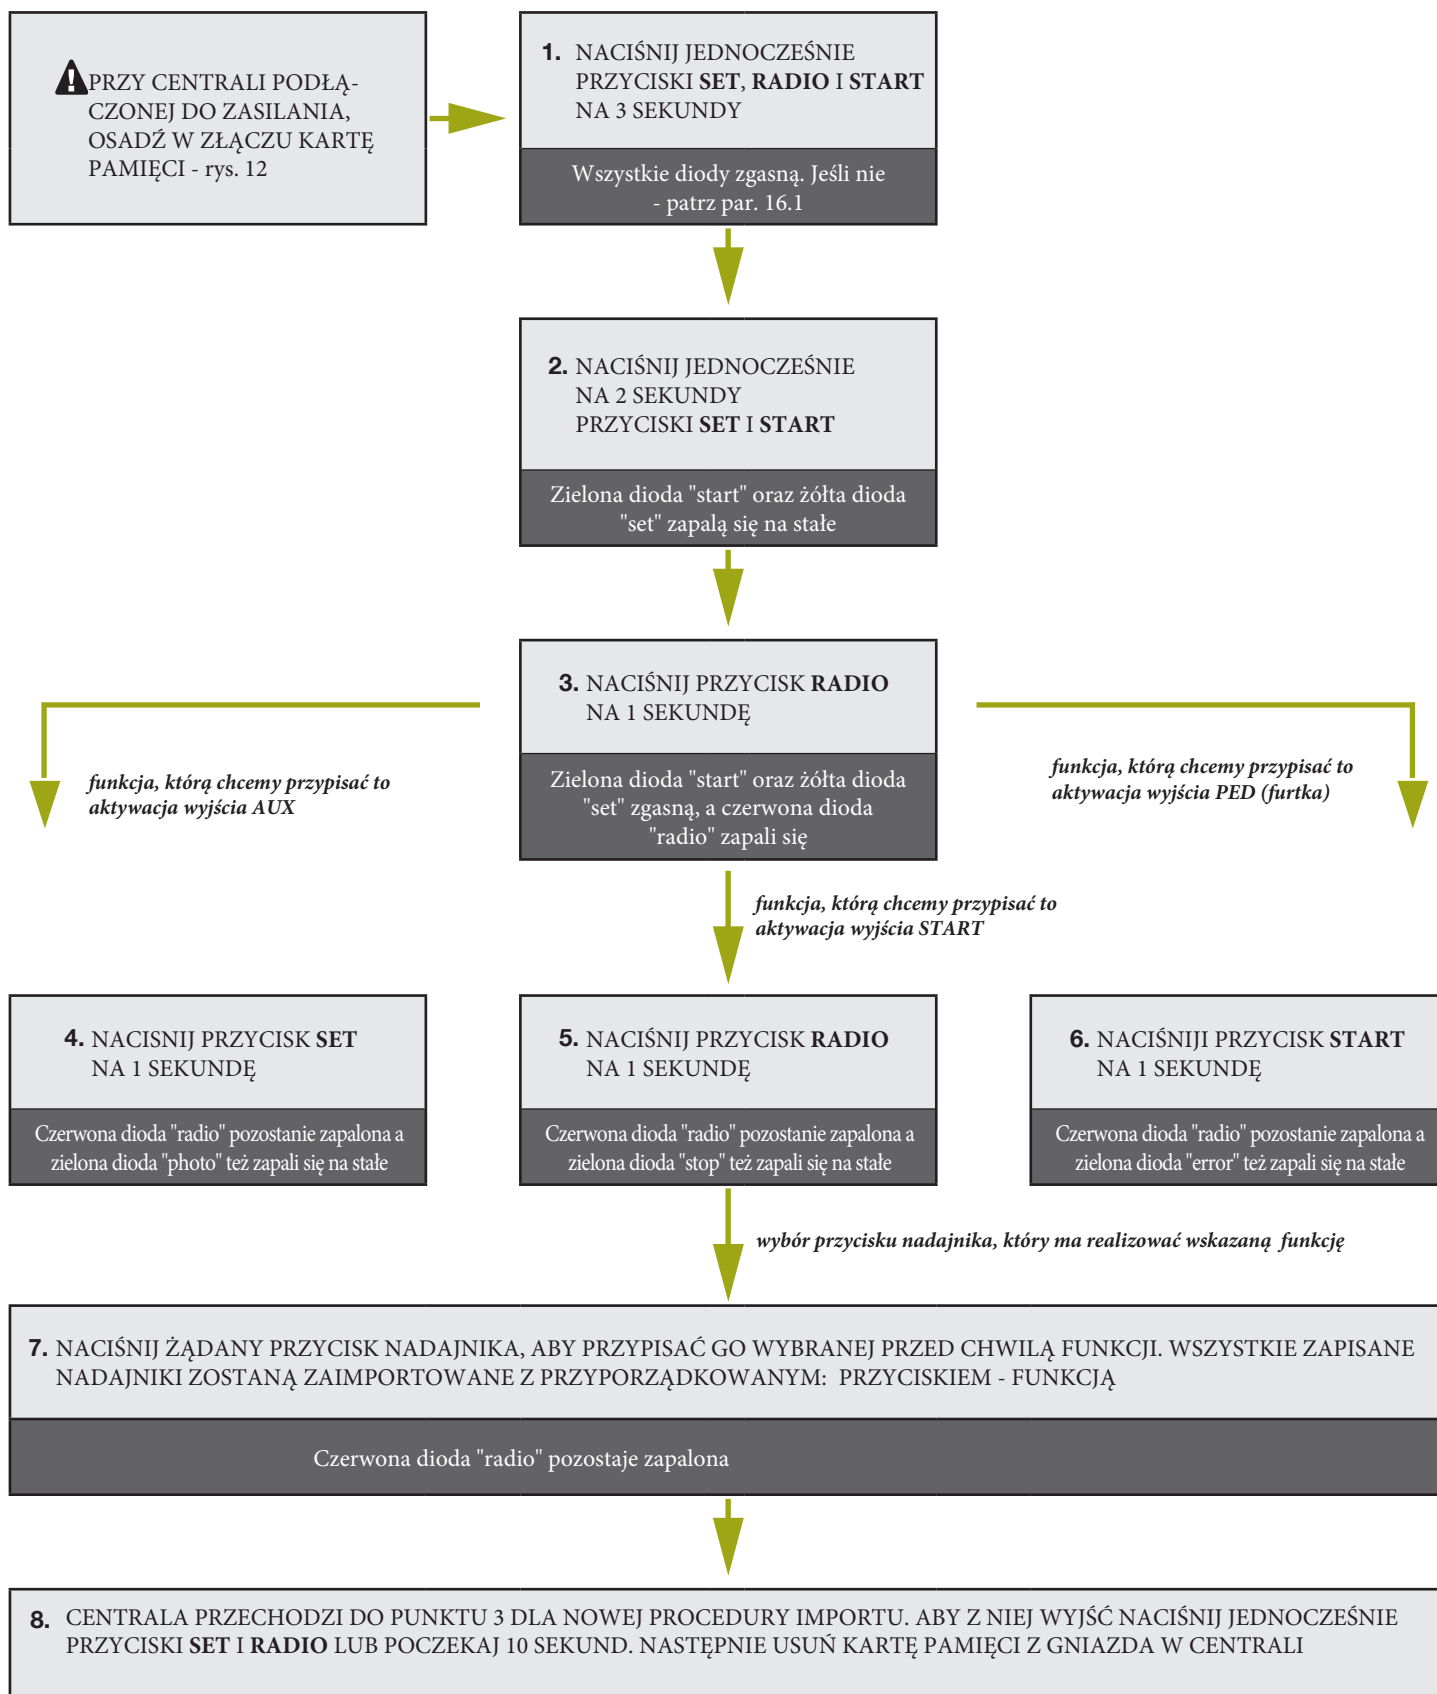 PRZY CENTRALI PODŁĄ-
CZONEJ DO ZASILANIA,
OSADŹ W ZŁĄCZU KARTĘ
PAMIĘCI - rys. 12
1. NACIŚNIJ JEDNOCZEŚNIE
PRZYCISKI SET, RADIO I START
NA 3 SEKUNDY
Wszystkie diody zgasną. Jeśli nie
- patrz par. 16.1
2. NACIŚNIJ JEDNOCZEŚNIE
NA 2 SEKUNDY
PRZYCISKI SET I START
Zielona dioda "start" oraz żółta dioda
"set" zapalą się na stałe
3. NACIŚNIJ PRZYCISK RADIO
NA 1 SEKUNDĘ
Zielona dioda "start" oraz żółta dioda
"set" zgasną, a czerwona dioda
"radio" zapali się
funkcja, którą chcemy przypisać to
aktywacja wyjścia AUX
funkcja, którą chcemy przypisać to
aktywacja wyjścia PED (furtka)
funkcja, którą chcemy przypisać to
aktywacja wyjścia START
4. NACISNIJ PRZYCISK SET
NA 1 SEKUNDĘ
Czerwona dioda "radio" pozostanie zapalona a
zielona dioda "photo" też zapali się na stałe
5. NACIŚNIJ PRZYCISK RADIO
NA 1 SEKUNDĘ
Czerwona dioda "radio" pozostanie zapalona a
zielona dioda "stop" też zapali się na stałe
6. NACIŚNIJI PRZYCISK START
NA 1 SEKUNDĘ
Czerwona dioda "radio" pozostanie zapalona a
zielona dioda "error" też zapali się na stałe
wybór przycisku nadajnika, który ma realizować wskazaną funkcję
7. NACIŚNIJ ŻĄDANY PRZYCISK NADAJNIKA, ABY PRZYPISAĆ GO WYBRANEJ PRZED CHWILĄ FUNKCJI. WSZYSTKIE ZAPISANE
NADAJNIKI ZOSTANĄ ZAIMPORTOWANE Z PRZYPORZĄDKOWANYM: PRZYCISKIEM - FUNKCJĄ
Czerwona dioda "radio" pozostaje zapalona
8. CENTRALA PRZECHODZI DO PUNKTU 3 DLA NOWEJ PROCEDURY IMPORTU. ABY Z NIEJ WYJŚĆ NACIŚNIJ JEDNOCZEŚNIE
PRZYCISKI SET I RADIO LUB POCZEKAJ 10 SEKUND. NASTĘPNIE USUŃ KARTĘ PAMIĘCI Z GNIAZDA W CENTRALI